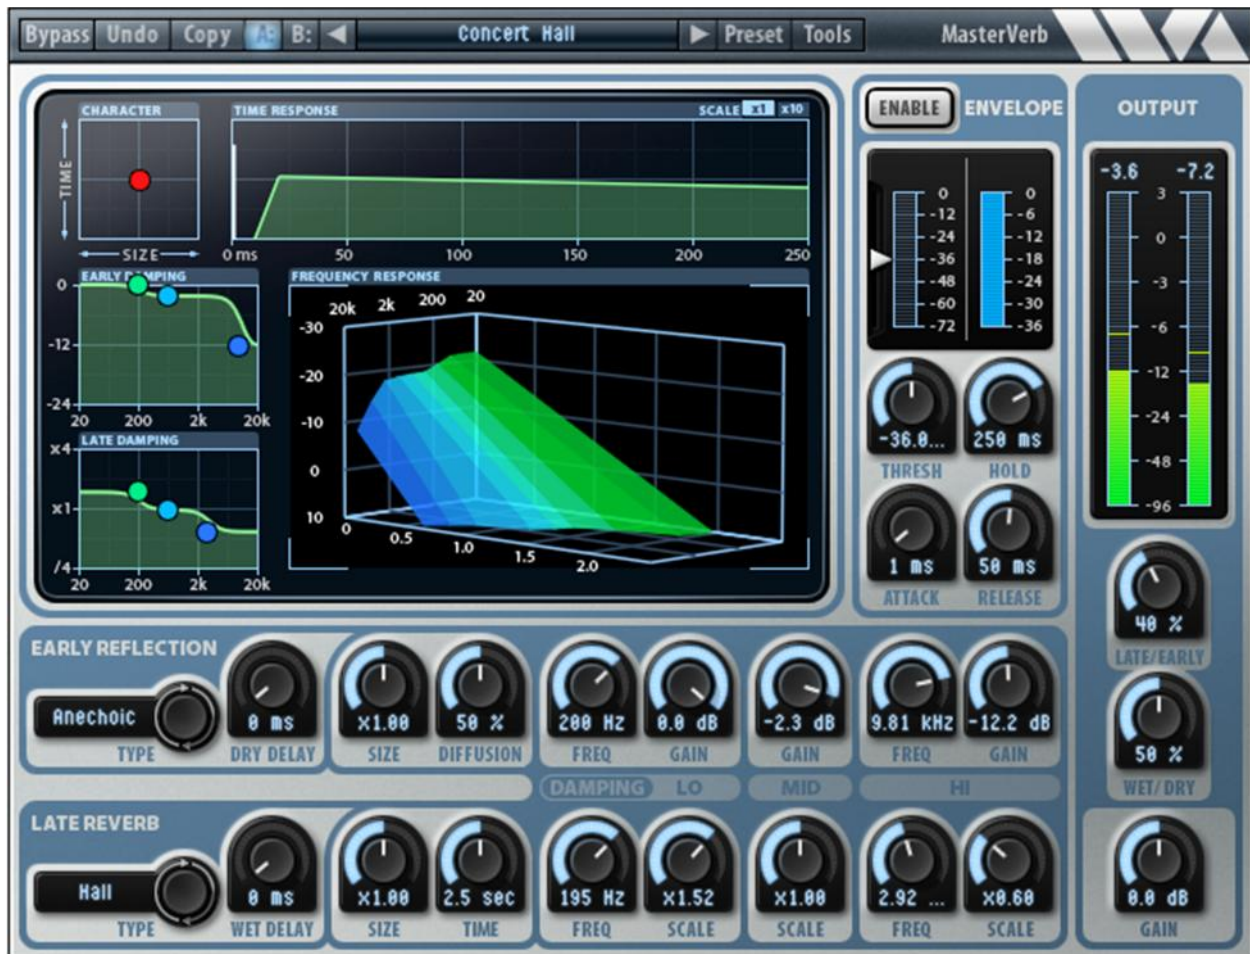 Bypass Undo Copy A: B: Concert Hall Preset Tools MasterVerb
CHARACTER
TIME
SIZE
TIME RESPONSE SCALE x1 x10
0 ms 50 100 150 200 250
EARLY DAMPING
0
-12
-24
20 200 2k 20k
LATE DAMPING
x4
x1
/4
20 200 2k 20k
FREQUENCY RESPONSE
20k 2k 200 20
-30
-20
-10
0
10
0 0.5 1.0 1.5 2.0
ENABLE ENVELOPE
0 0
-12 -6
-24 -12
-36 -18
-48 -24
-60 -30
-72 -36
-36.0... 250 ms
THRESH HOLD
1 ms 50 ms
ATTACK RELEASE
OUTPUT
-3.6 -7.2
3
0
-3
-6
-12
-24
-48
-96
40 %
LATE/EARLY
50 %
WET/DRY
0.0 dB
GAIN
EARLY REFLECTION
Anechoic 0 ms x1.00 50 % 200 Hz 0.0 dB -2.3 dB 9.81 kHz -12.2 dB
TYPE DRY DELAY SIZE DIFFUSION FREQ GAIN GAIN FREQ GAIN
DAMPING LO MID HI
LATE REVERB
Hall 0 ms x1.00 2.5 sec 195 Hz x1.52 x1.00 2.92 ... x0.60
TYPE WET DELAY SIZE TIME FREQ SCALE SCALE FREQ SCALE